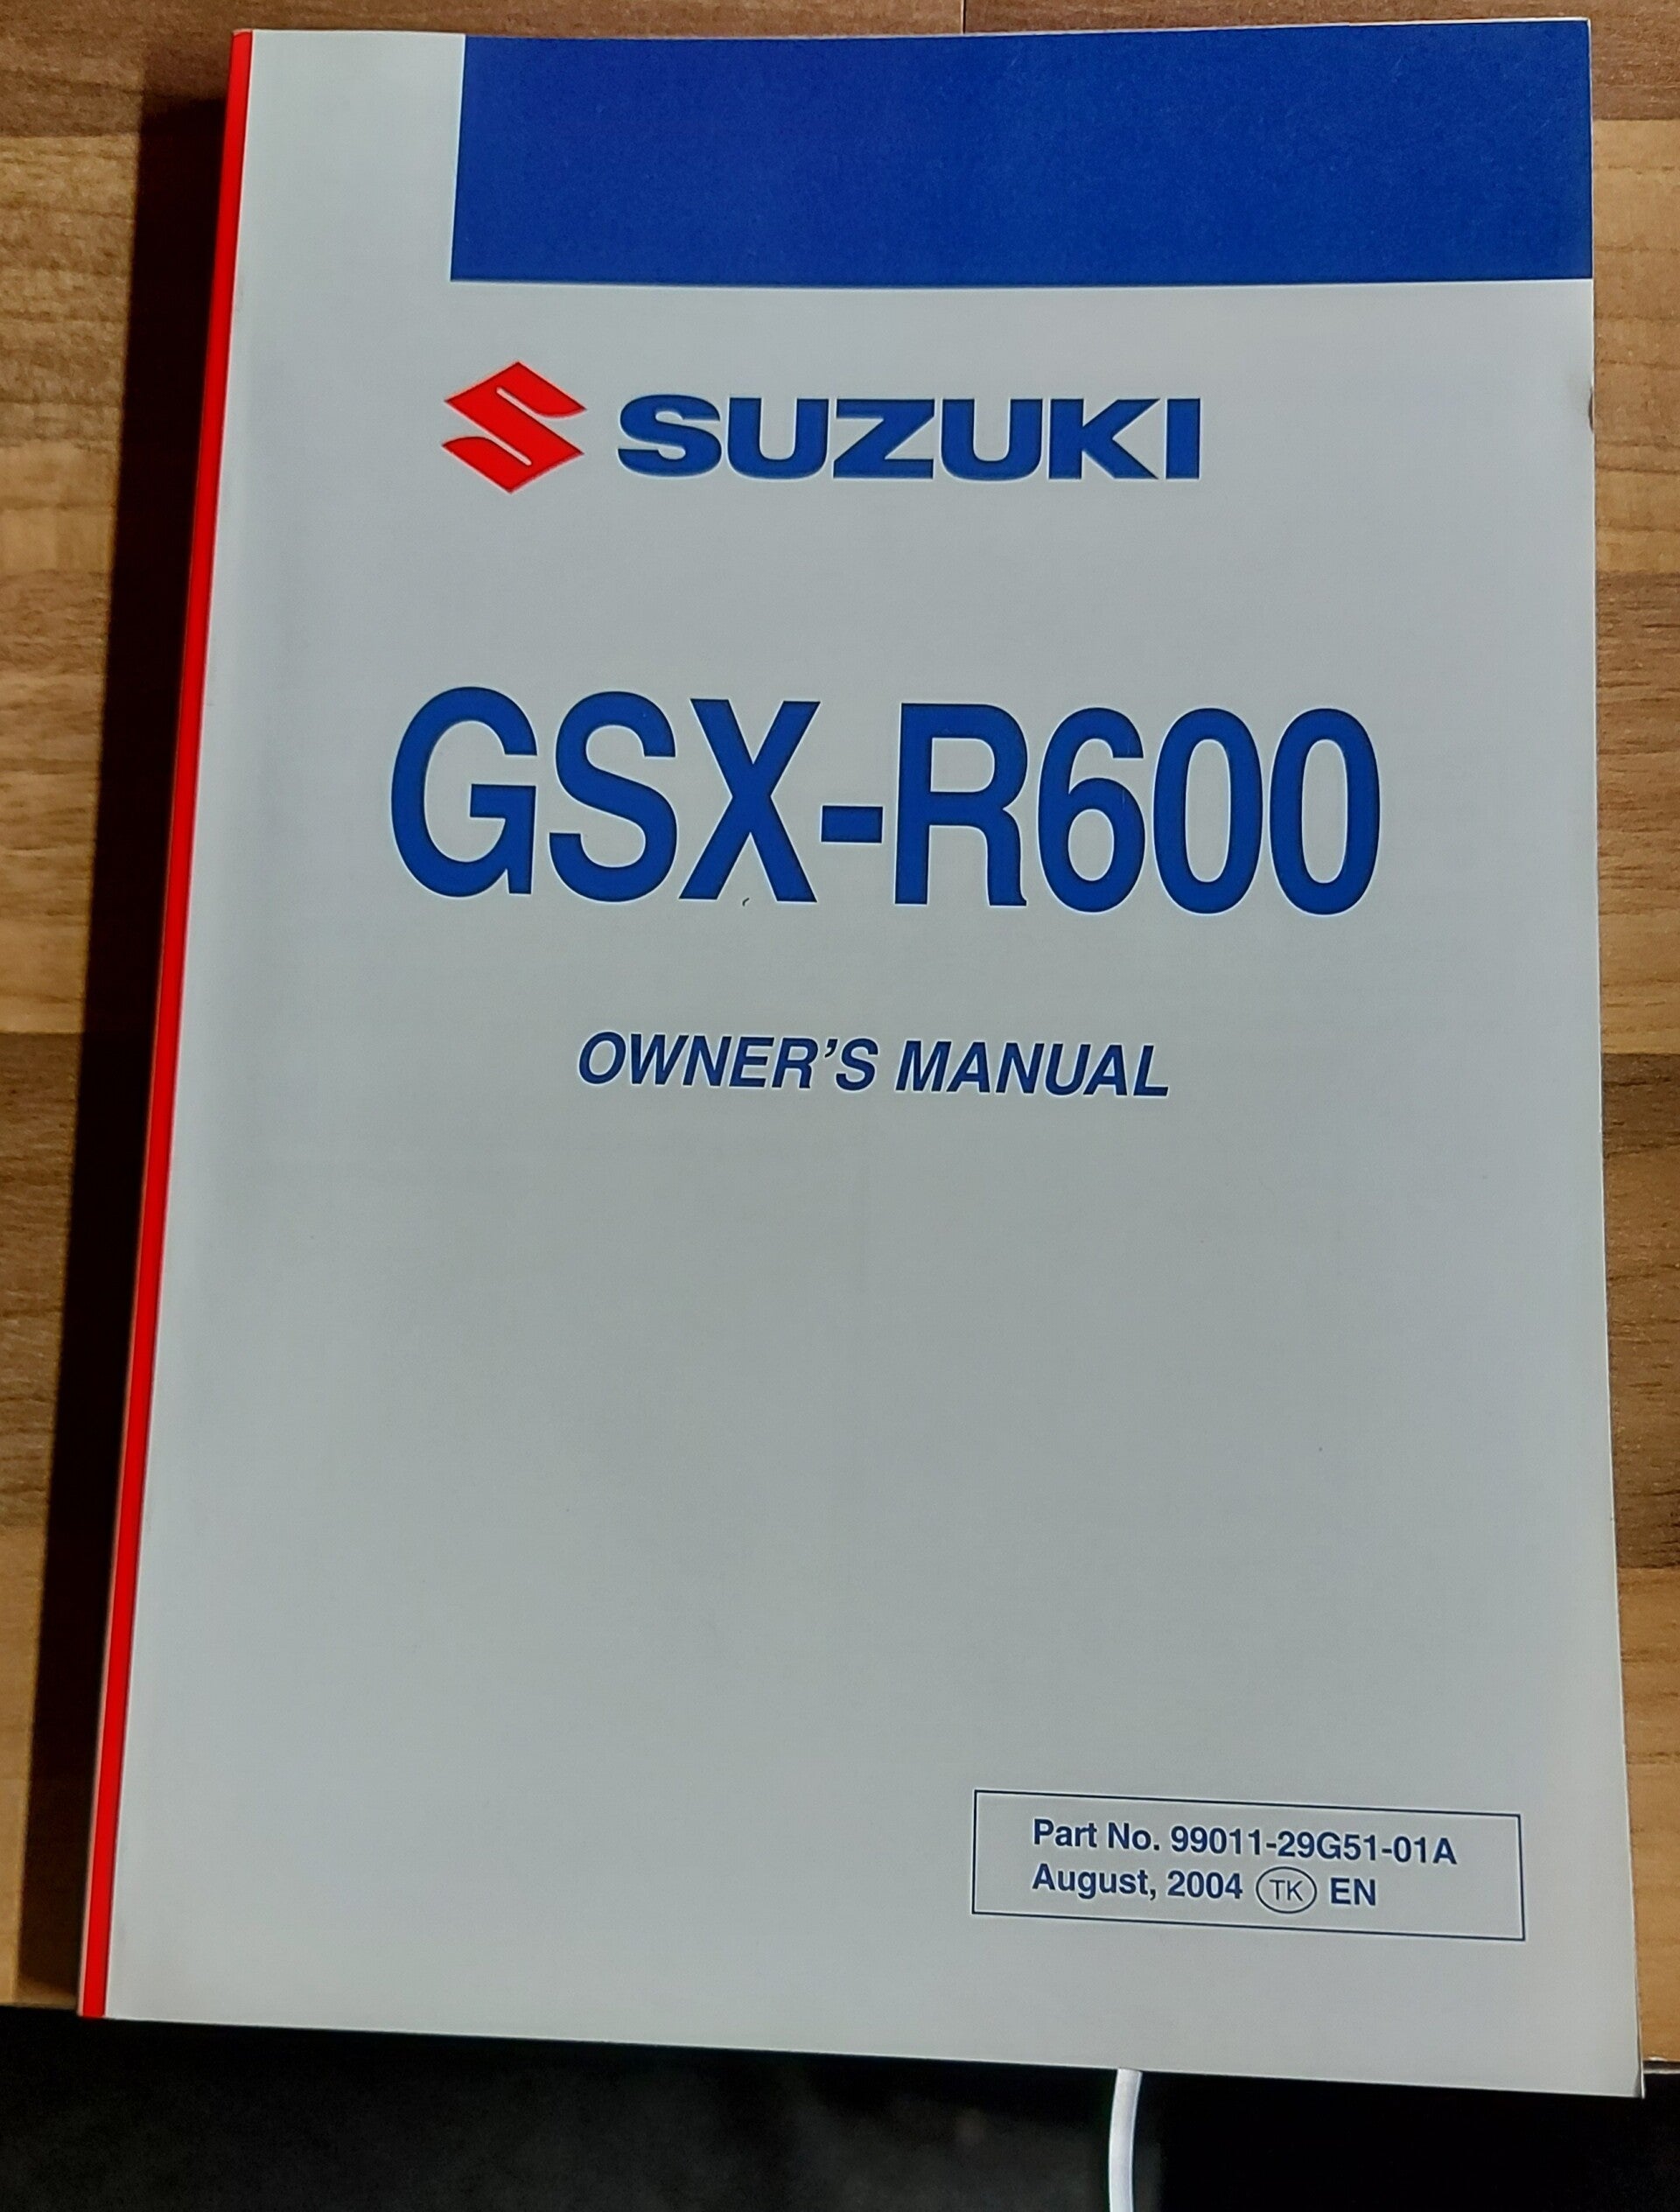 SUZUKI
GSX-R600
OWNER’S MANUAL
Part No. 99011-29G51-01A
August, 2004 TK EN